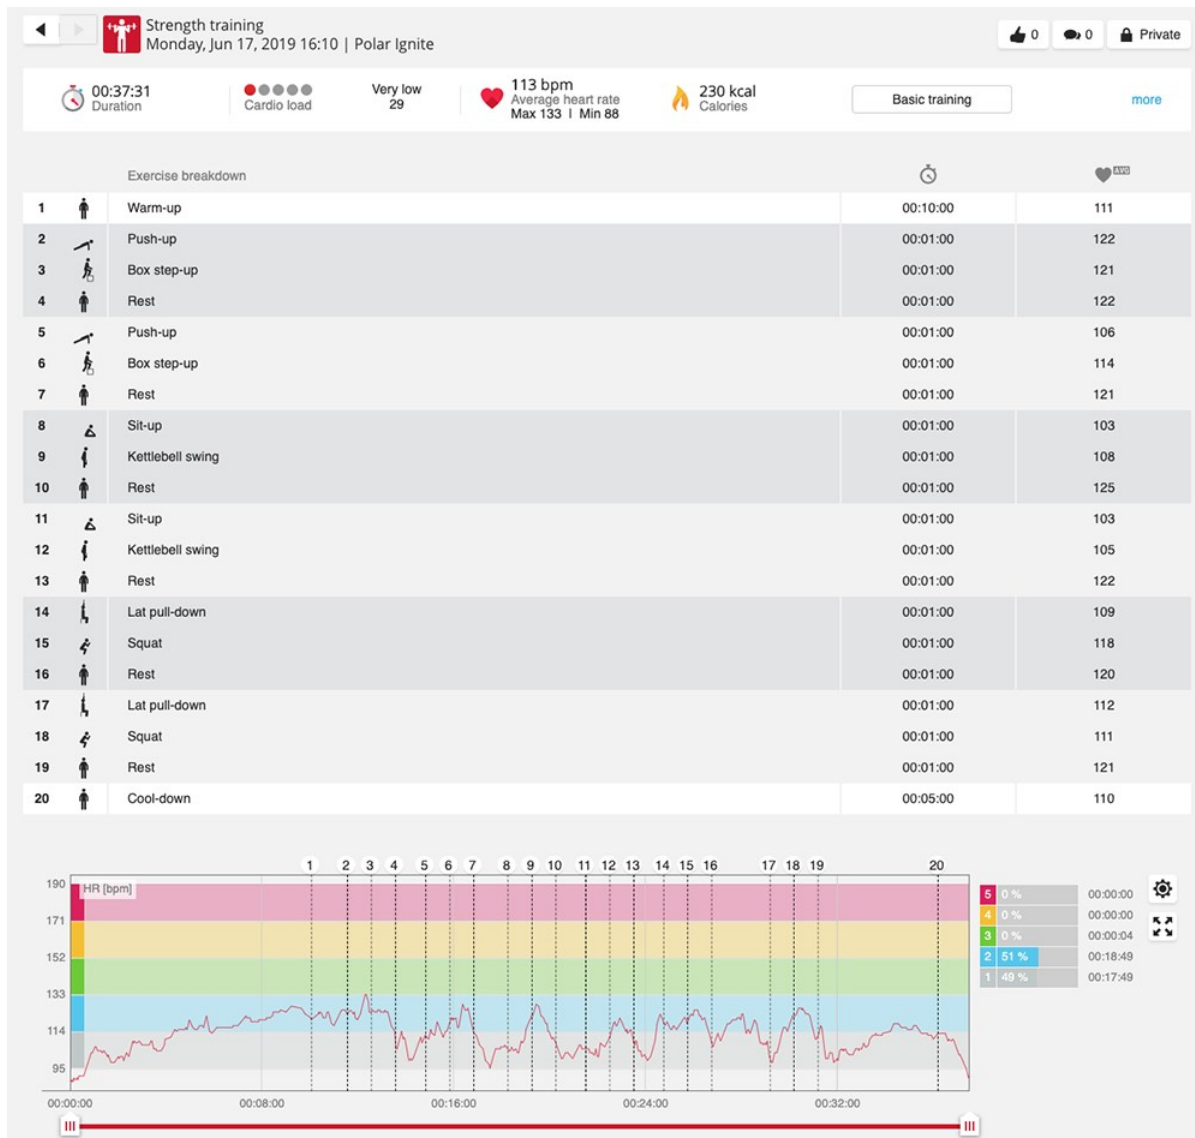 Strength training
Monday, Jun 17, 2019 16:10 | Polar Ignite
0
0
Private
00:37:31
Duration
Cardio load
Very low
29
113 bpm
Average heart rate
Max 133 | Min 88
230 kcal
Calories
Basic training
more
Exercise breakdown
AVG
1 Warm-up 00:10:00 111
2 Push-up 00:01:00 122
3 Box step-up 00:01:00 121
4 Rest 00:01:00 122
5 Push-up 00:01:00 106
6 Box step-up 00:01:00 114
7 Rest 00:01:00 121
8 Sit-up 00:01:00 103
9 Kettlebell swing 00:01:00 108
10 Rest 00:01:00 125
11 Sit-up 00:01:00 103
12 Kettlebell swing 00:01:00 105
13 Rest 00:01:00 122
14 Lat pull-down 00:01:00 109
15 Squat 00:01:00 118
16 Rest 00:01:00 120
17 Lat pull-down 00:01:00 112
18 Squat 00:01:00 111
19 Rest 00:01:00 121
20 Cool-down 00:05:00 110
1 2 3 4 5 6 7 8 9 10 11 12 13 14 15 16 17 18 19 20
HR [bpm]
190
171
152
133
114
95
00:00:00 00:08:00 00:16:00 00:24:00 00:32:00
5 0 % 00:00:00
4 0 % 00:00:00
3 0 % 00:00:04
2 51 % 00:18:49
1 49 % 00:17:49